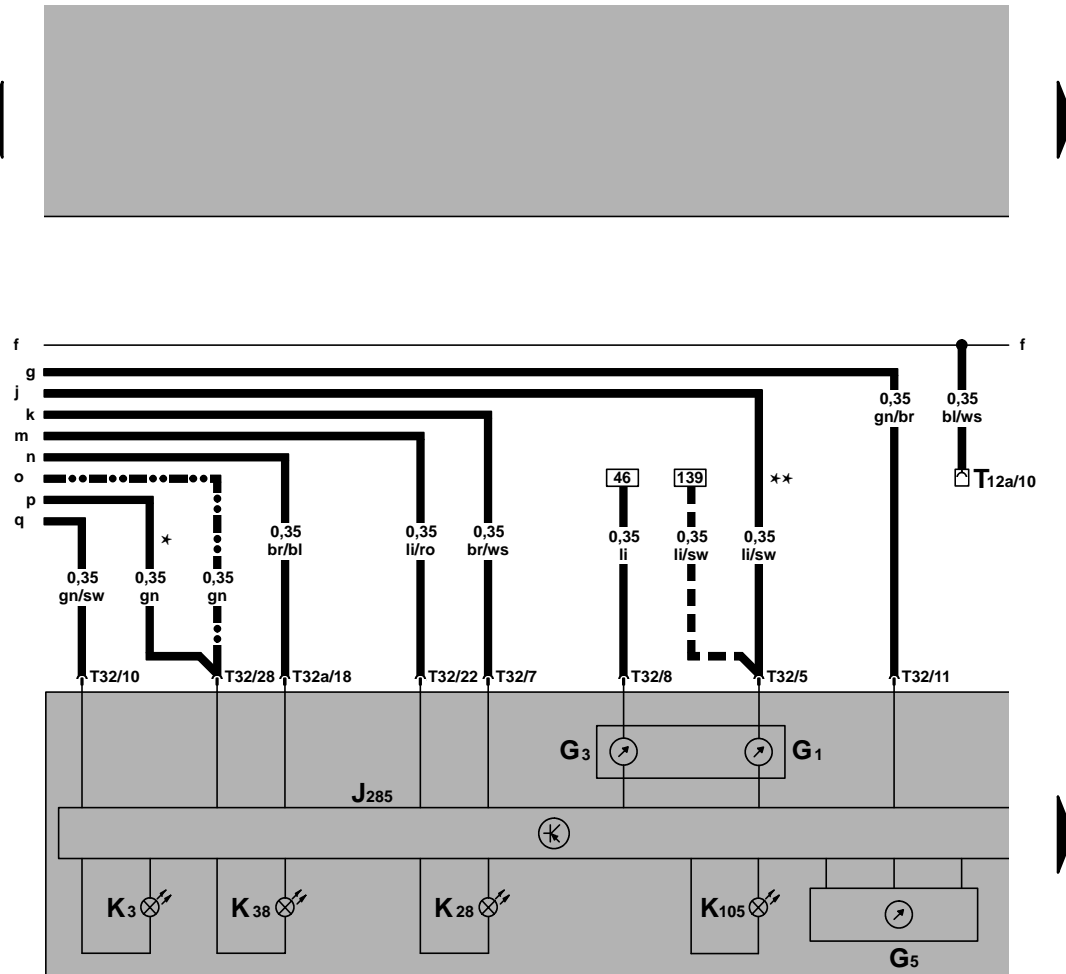 f f
g
j
k
m
n
o
p
q
0,35
gn/br
0,35
bl/ws
46
139
**
T12a/10
*
0,35
br/bl
0,35
li/ro
0,35
br/ws
0,35
li
0,35
li/sw
0,35
li/sw
0,35
gn/sw
0,35
gn
0,35
gn
T32/10
T32/28
T32a/18
T32/22
T32/7
T32/8
T32/5
T32/11
G3
G1
J285
K3
K38
K28
K105
G5